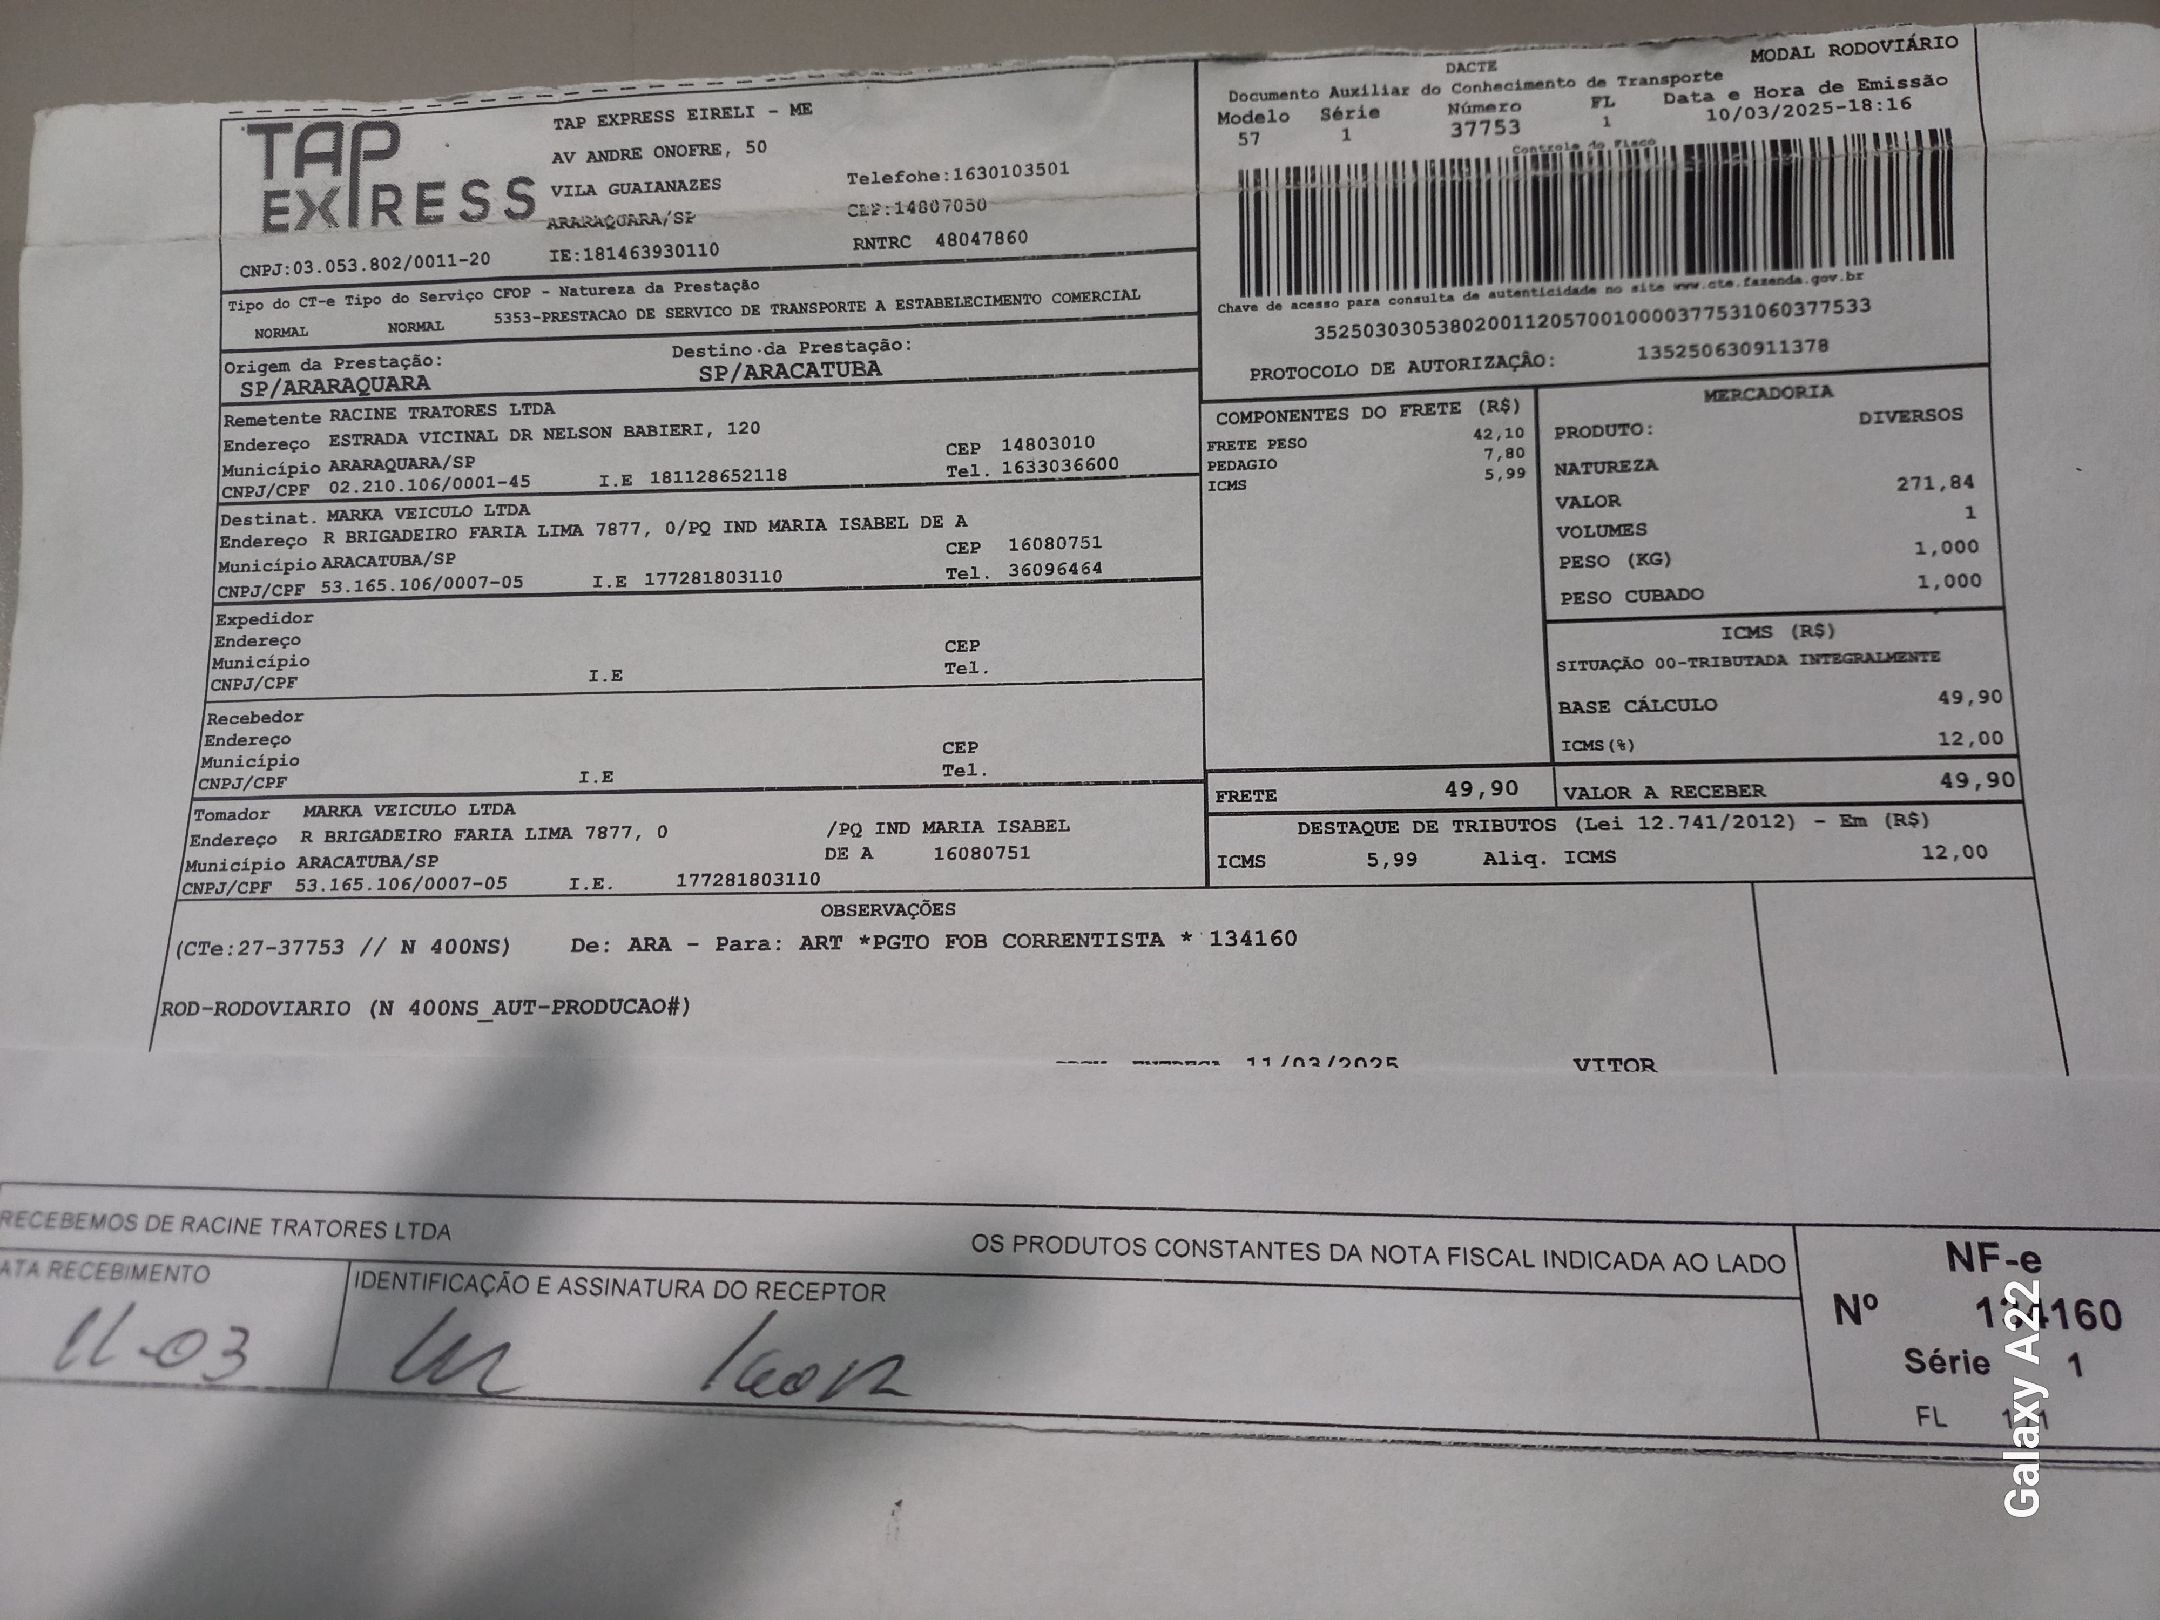 TAP EXPRESS
TAP EXPRESS EIRELI - ME
AV ANDRE ONOFRE, 50
VILA GUAIANAZES Telefone:1630103501
ARARAQUARA/SP CEP:14807050
CNPJ:03.053.802/0011-20 IE:181463930110 RNTRC 48047860
Tipo do CT-e Tipo do Serviço CFOP - Natureza da Prestação
NORMAL NORMAL 5353-PRESTACAO DE SERVICO DE TRANSPORTE A ESTABELECIMENTO COMERCIAL
Origem da Prestação: Destino da Prestação:
SP/ARARAQUARA SP/ARACATUBA
Remetente RACINE TRATORES LTDA
Endereço ESTRADA VICINAL DR NELSON BABIERI, 120
Município ARARAQUARA/SP CEP 14803010
CNPJ/CPF 02.210.106/0001-45 I.E 181128652118 Tel. 1633036600
Destinat. MARKA VEICULO LTDA
Endereço R BRIGADEIRO FARIA LIMA 7877, 0/PQ IND MARIA ISABEL DE A
Município ARACATUBA/SP CEP 16080751
CNPJ/CPF 53.165.106/0007-05 I.E 177281803110 Tel. 36096464
Expedidor
Endereço
Município CEP
CNPJ/CPF I.E Tel.
Recebedor
Endereço
Município CEP
CNPJ/CPF I.E Tel.
Tomador MARKA VEICULO LTDA
Endereço R BRIGADEIRO FARIA LIMA 7877, 0 /PQ IND MARIA ISABEL
Município ARACATUBA/SP DE A 16080751
CNPJ/CPF 53.165.106/0007-05 I.E. 177281803110
MODAL RODOVIÁRIO
DACTE
Documento Auxiliar do Conhecimento de Transporte
Modelo Série Número FL Data e Hora de Emissão
57 1 37753 1 10/03/2025-18:16
Controle do Fisco
Chave de acesso para consulta de autenticidade no site www.cte.fazenda.gov.br
35250303053802001120570010000377531060377533
PROTOCOLO DE AUTORIZAÇÂO: 135250630911378
COMPONENTES DO FRETE (R$)
FRETE PESO 42,10
PEDAGIO 7,80
ICMS 5,99
MERCADORIA
PRODUTO: DIVERSOS
NATUREZA
VALOR 271,84
VOLUMES 1
PESO (KG) 1,000
PESO CUBADO 1,000
ICMS (R$)
SITUAÇÃO 00-TRIBUTADA INTEGRALMENTE
BASE CÁLCULO 49,90
ICMS(%) 12,00
FRETE 49,90 VALOR A RECEBER 49,90
DESTAQUE DE TRIBUTOS (Lei 12.741/2012) - Em (R$)
ICMS 5,99 Aliq. ICMS 12,00
OBSERVAÇÕES
(CTe:27-37753 // N 400NS) De: ARA - Para: ART *PGTO FOB CORRENTISTA * 134160
ROD-RODOVIARIO (N 400NS_AUT-PRODUCAO#)
11/03/2025 VITOR
RECEBEMOS DE RACINE TRATORES LTDA OS PRODUTOS CONSTANTES DA NOTA FISCAL INDICADA AO LADO
ATA RECEBIMENTO IDENTIFICAÇÃO E ASSINATURA DO RECEPTOR
11-03
NF-e
Nº 134160
Série 1
FL
Galaxy A22